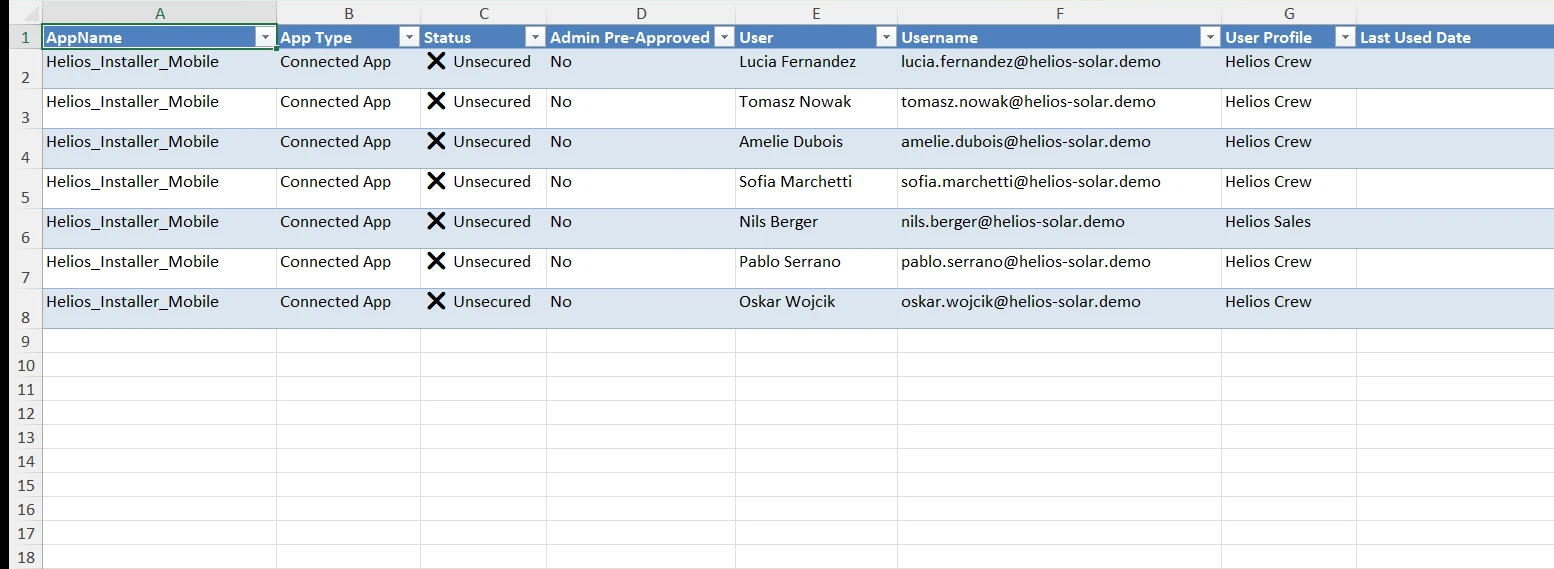 A B C D E F G
1 AppName App Type Status Admin Pre-Approved User Username User Profile Last Used Date
2 Helios_Installer_Mobile Connected App ❌ Unsecured No Lucia Fernandez lucia.fernandez@helios-solar.demo Helios Crew
3 Helios_Installer_Mobile Connected App ❌ Unsecured No Tomasz Nowak tomasz.nowak@helios-solar.demo Helios Crew
4 Helios_Installer_Mobile Connected App ❌ Unsecured No Amelie Dubois amelie.dubois@helios-solar.demo Helios Crew
5 Helios_Installer_Mobile Connected App ❌ Unsecured No Sofia Marchetti sofia.marchetti@helios-solar.demo Helios Crew
6 Helios_Installer_Mobile Connected App ❌ Unsecured No Nils Berger nils.berger@helios-solar.demo Helios Sales
7 Helios_Installer_Mobile Connected App ❌ Unsecured No Pablo Serrano pablo.serrano@helios-solar.demo Helios Crew
8 Helios_Installer_Mobile Connected App ❌ Unsecured No Oskar Wojcik oskar.wojcik@helios-solar.demo Helios Crew
9
10
11
12
13
14
15
16
17
18